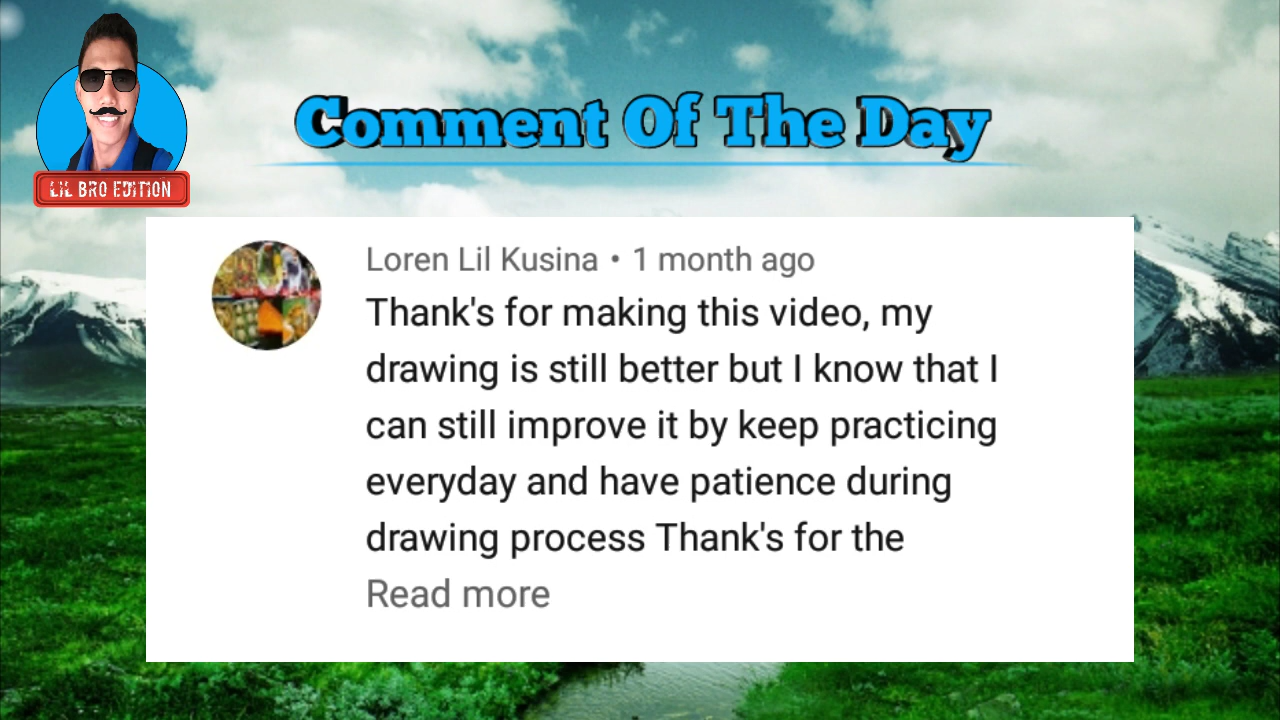 Comment Of The Day
LIL BRO EDITION
Loren Lil Kusina • 1 month ago
Thank's for making this video, my
drawing is still better but I know that I
can still improve it by keep practicing
everyday and have patience during
drawing process Thank's for the
Read more